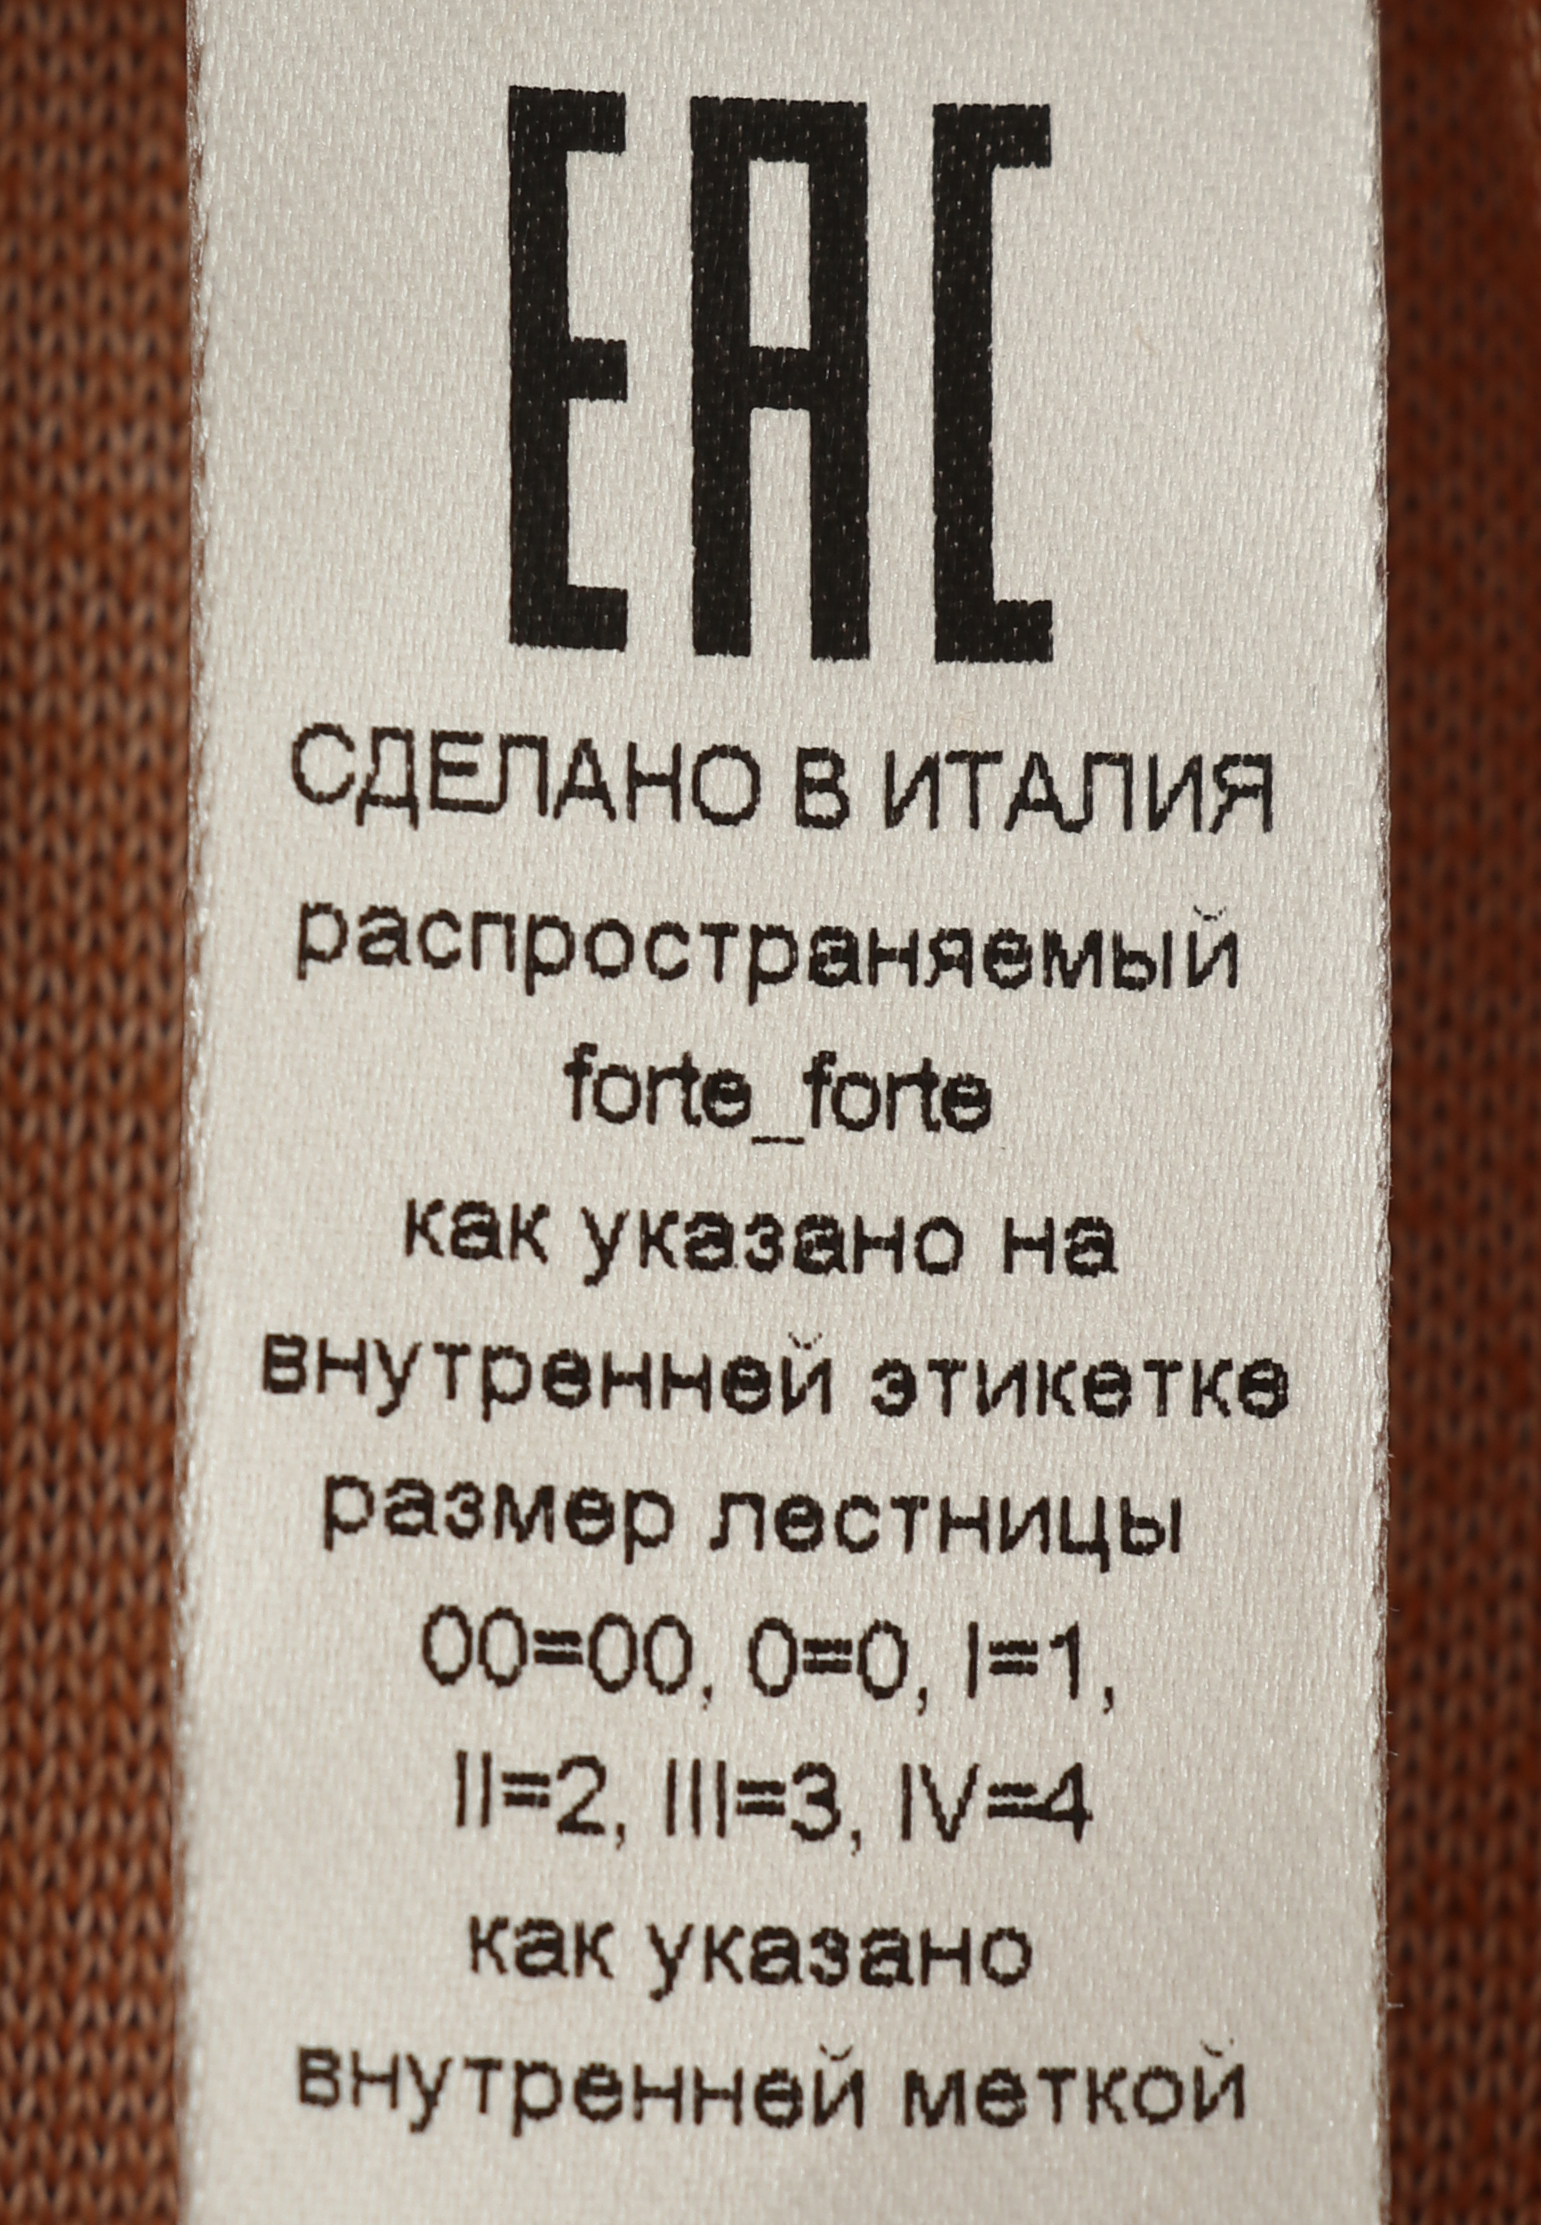 EAC
СДЕЛАНО В ИТАЛИЯ
распространяемый
forte_forte
как указано на
внутренней этикетке
размер лестницы
00=00, 0=0, I=1,
II=2, III=3, IV=4
как указано
внутренней меткой